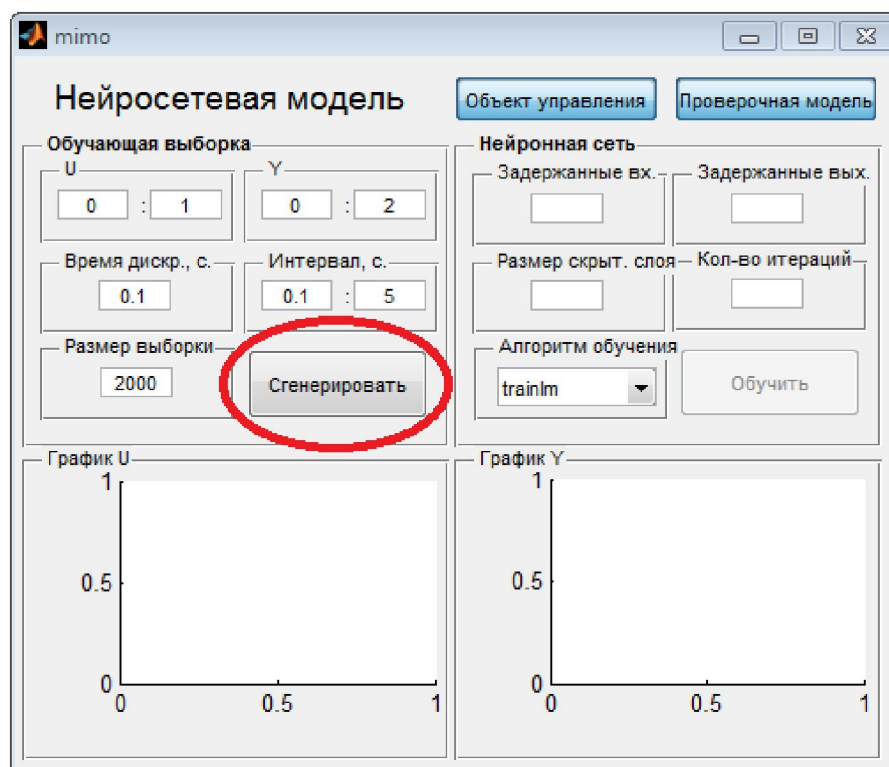 mimo
Нейросетевая модель
Объект управления
Проверочная модель
Обучающая выборка
U
0 : 1
Y
0 : 2
Время дискр., с.
0.1
Интервал, с.
0.1 : 5
Размер выборки
2000
Сгенерировать
Нейронная сеть
Задержанные вх.
Задержанные вых.
Размер скрыт. слоя
Кол-во итераций
Алгоритм обучения
trainlm
Обучить
График U
1
0.5
0
0 0.5 1
График Y
1
0.5
0
0 0.5 1